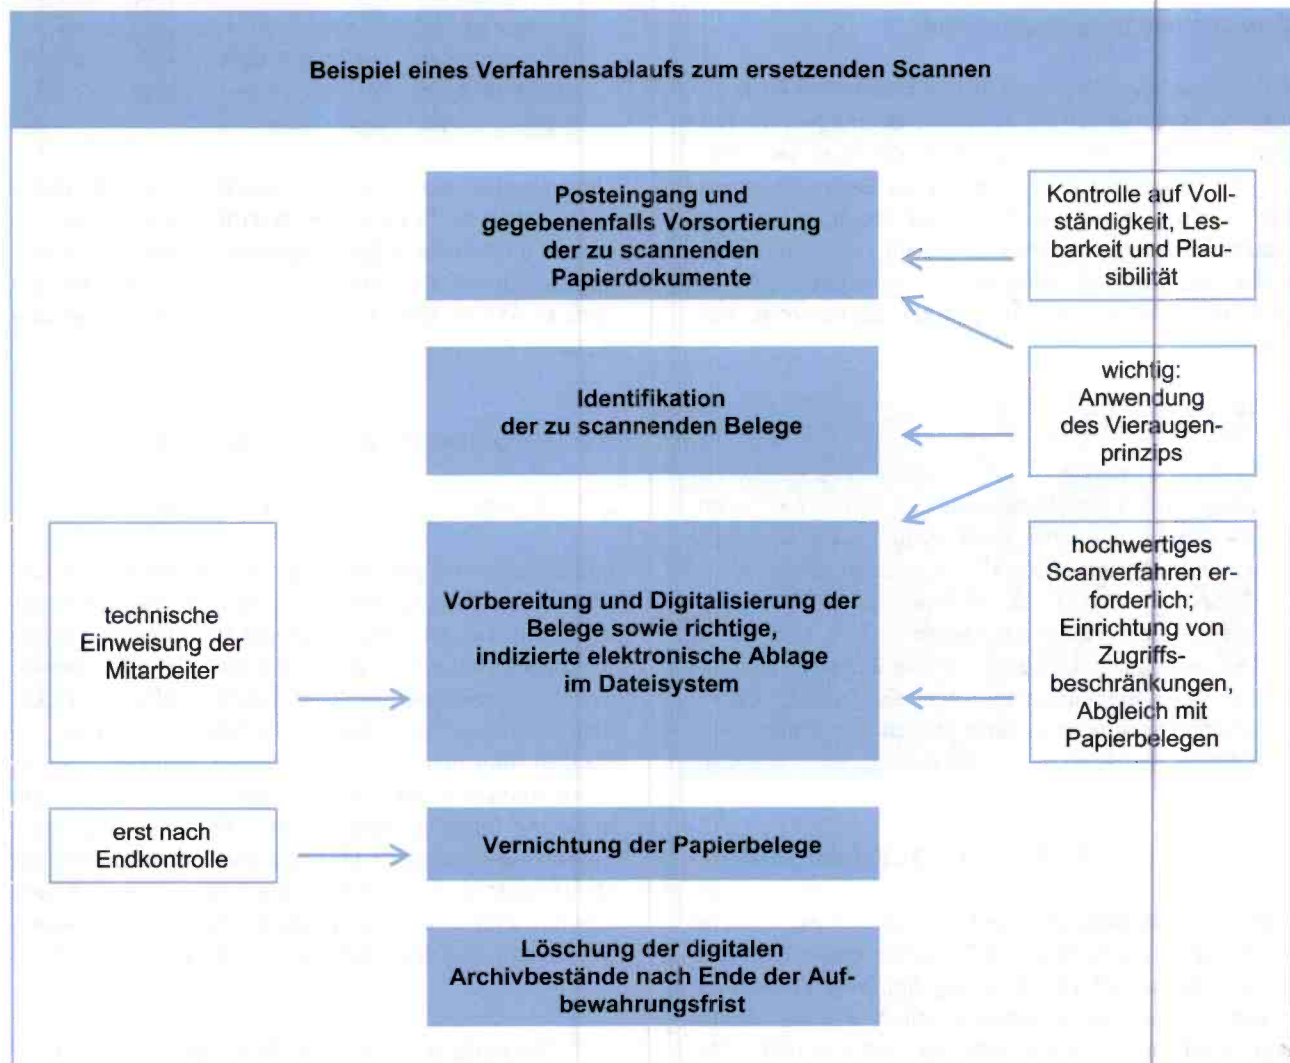 Beispiel eines Verfahrensablaufs zum ersetzenden Scannen
Posteingang und
gegebenenfalls Vorsortierung
der zu scannenden
Papierdokumente
Kontrolle auf Voll-
ständigkeit, Les-
barkeit und Plau-
sibilität
Identifikation
der zu scannenden Belege
wichtig:
Anwendung
des Vieraugen-
prinzips
technische
Einweisung der
Mitarbeiter
Vorbereitung und Digitalisierung der
Belege sowie richtige,
indizierte elektronische Ablage
im Dateisystem
hochwertiges
Scanverfahren er-
forderlich;
Einrichtung von
Zugriffs-
beschränkungen,
Abgleich mit
Papierbelegen
erst nach
Endkontrolle
Vernichtung der Papierbelege
Löschung der digitalen
Archivbestände nach Ende der Auf-
bewahrungsfrist